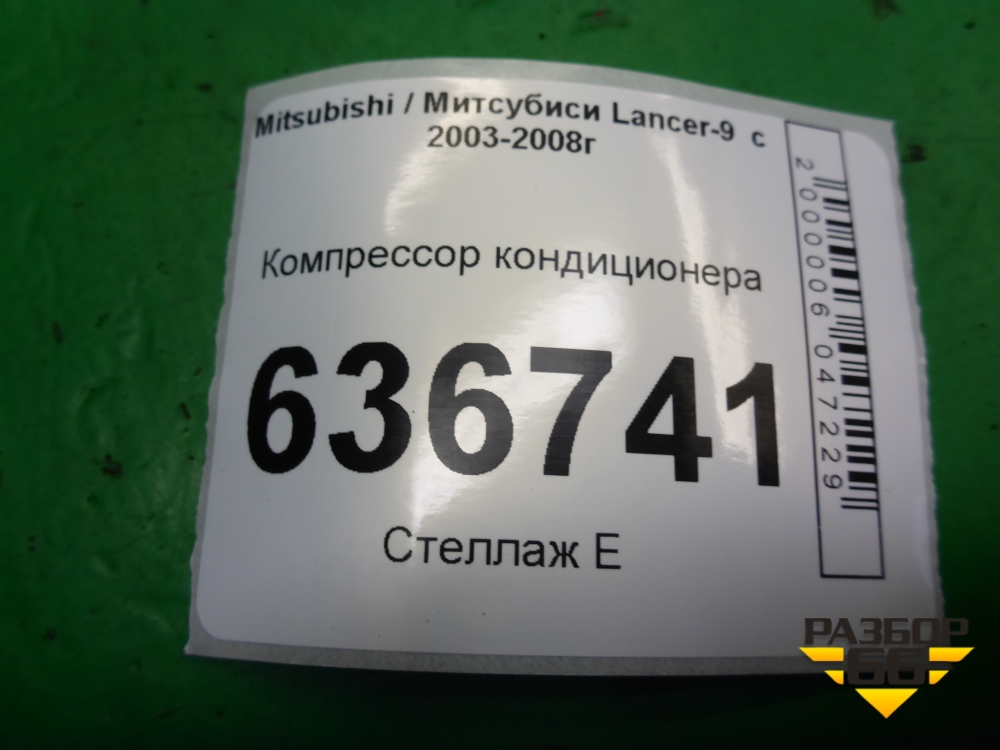 Mitsubishi / Митсубиси Lancer-9 с
2003-2008г
Компрессор кондиционера
636741
Стеллаж Е
2000006047229
РАЗБОР
66